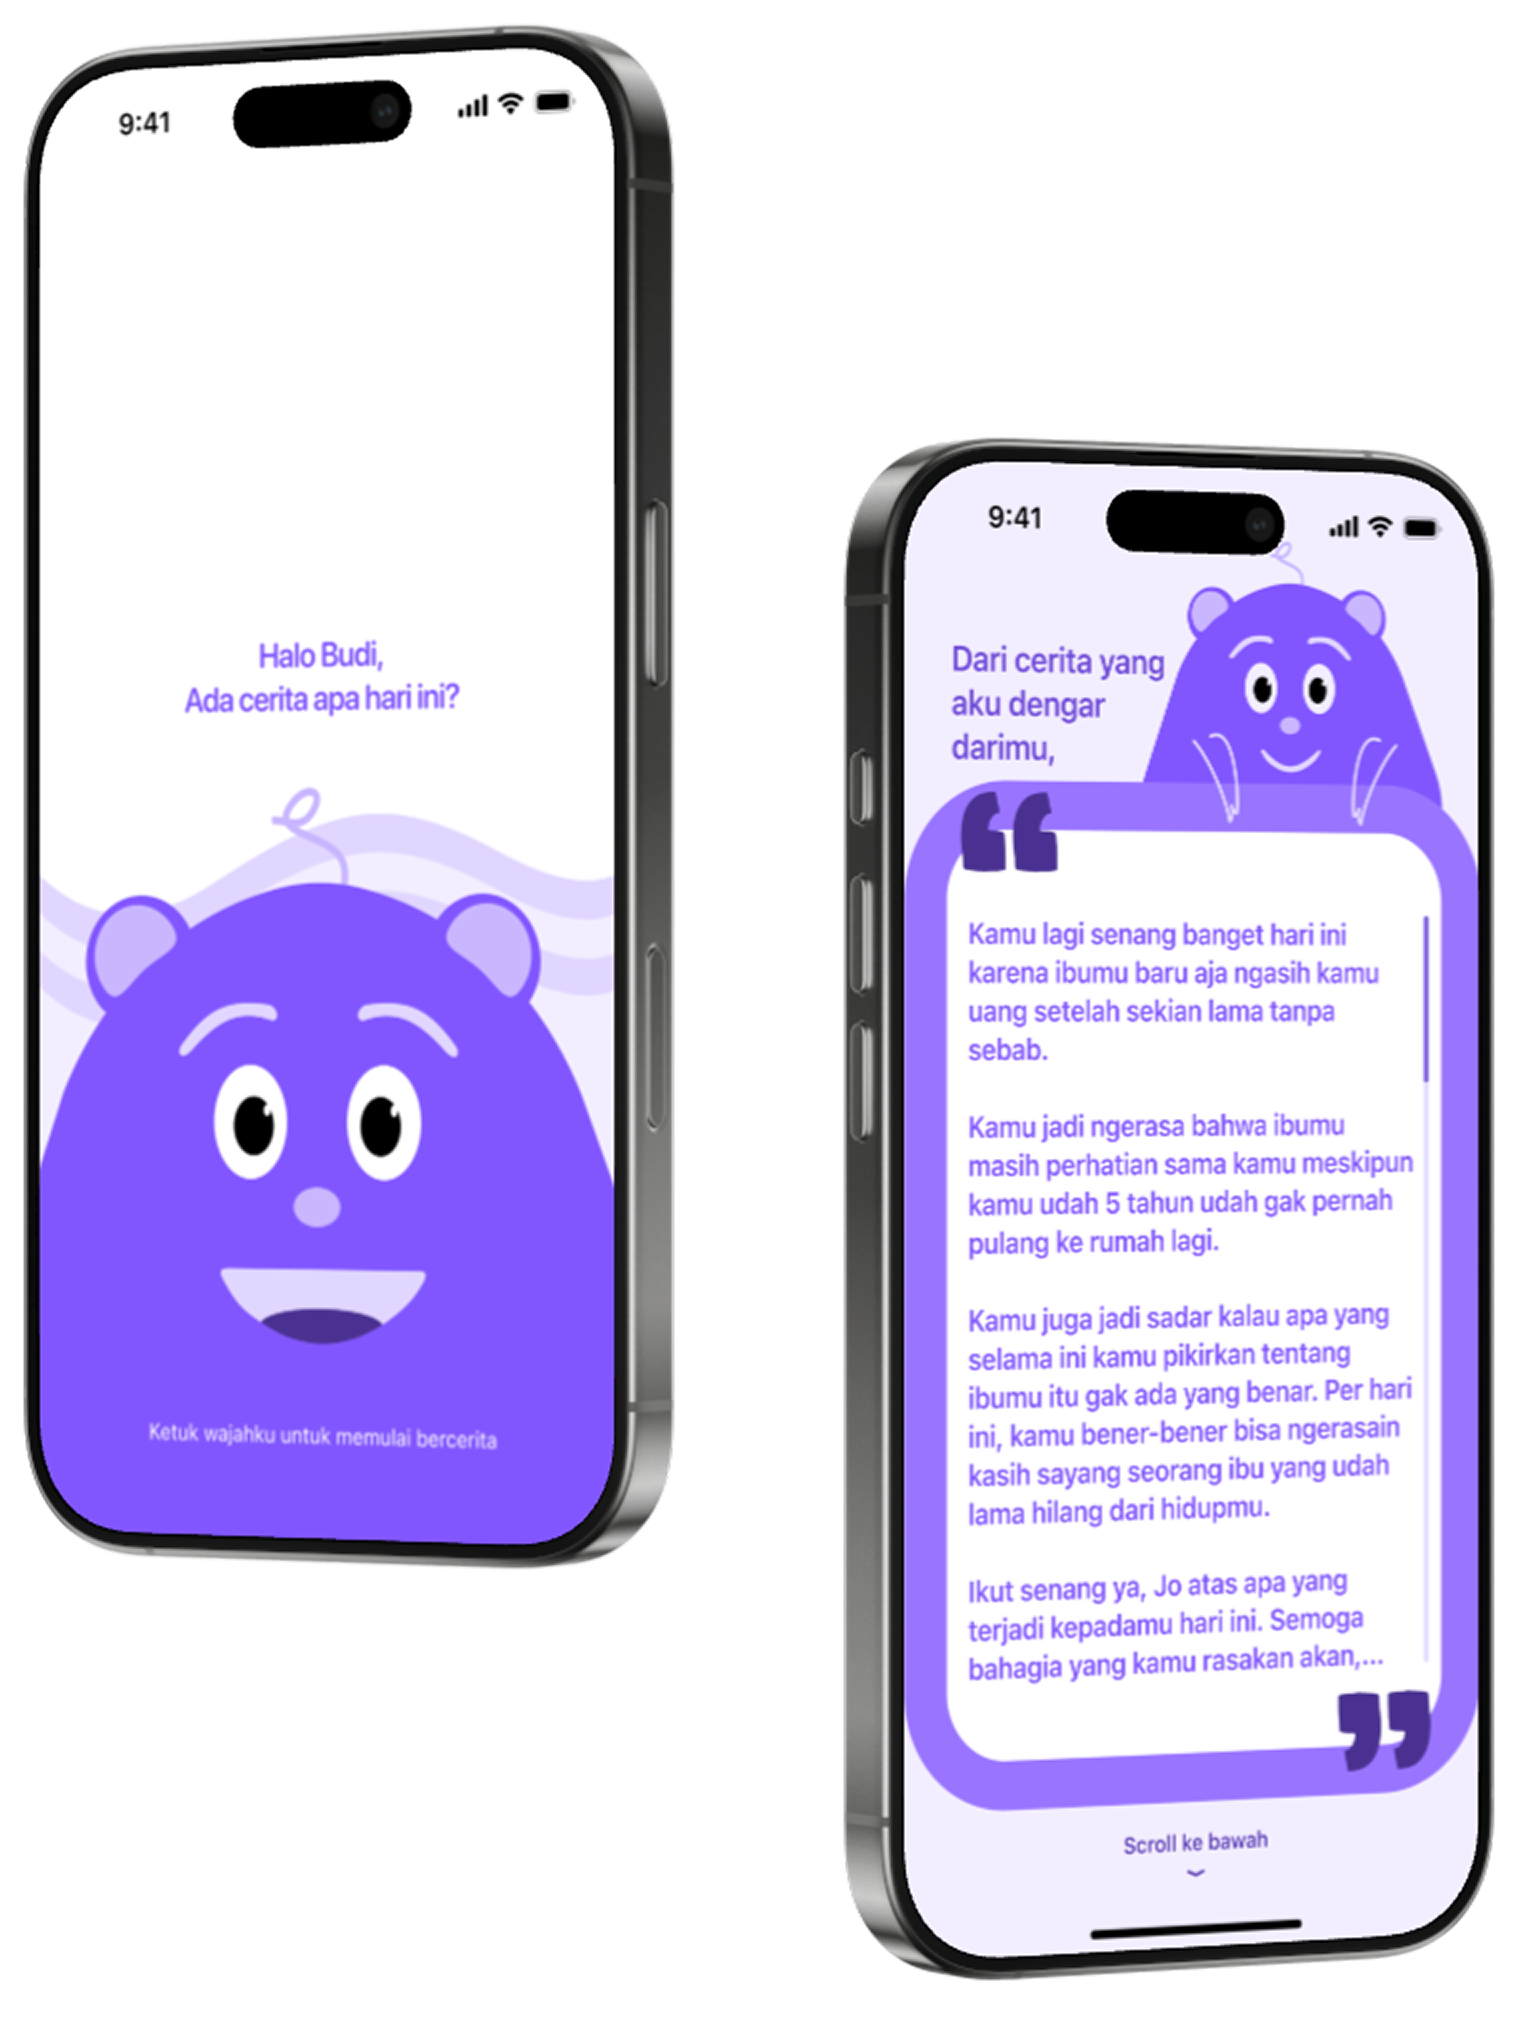 9:41
Halo Budi,
Ada cerita apa hari ini?
Ketuk wajahku untuk memulai bercerita
9:41
Dari cerita yang
aku dengar
darimu,
“
Kamu lagi senang banget hari ini
karena ibumu baru aja ngasih kamu
uang setelah sekian lama tanpa
sebab.
Kamu jadi ngerasa bahwa ibumu
masih perhatian sama kamu meskipun
kamu udah 5 tahun udah gak pernah
pulang ke rumah lagi.
Kamu juga jadi sadar kalau apa yang
selama ini kamu pikirkan tentang
ibumu itu gak ada yang benar. Per hari
ini, kamu bener-bener bisa ngerasain
kasih sayang seorang ibu yang udah
lama hilang dari hidupmu.
Ikut senang ya, Jo atas apa yang
terjadi kepadamu hari ini. Semoga
bahagia yang kamu rasakan akan,...
”
Scroll ke bawah